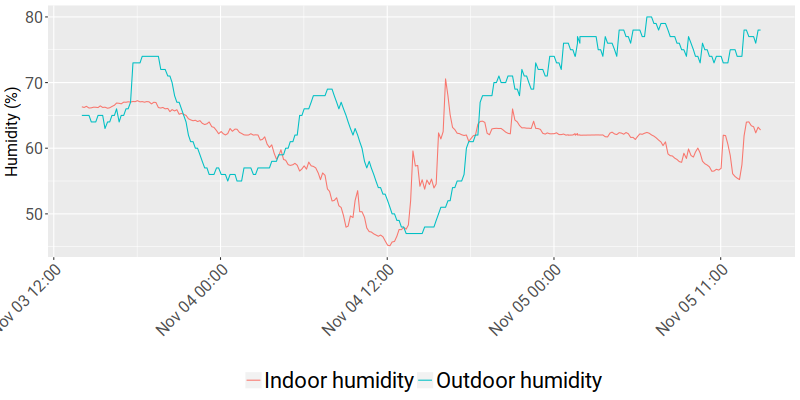 Humidity (%)
80
70
60
50
Nov 03 12:00
Nov 04 00:00
Nov 04 12:00
Nov 05 00:00
Nov 05 11:00
Indoor humidity Outdoor humidity